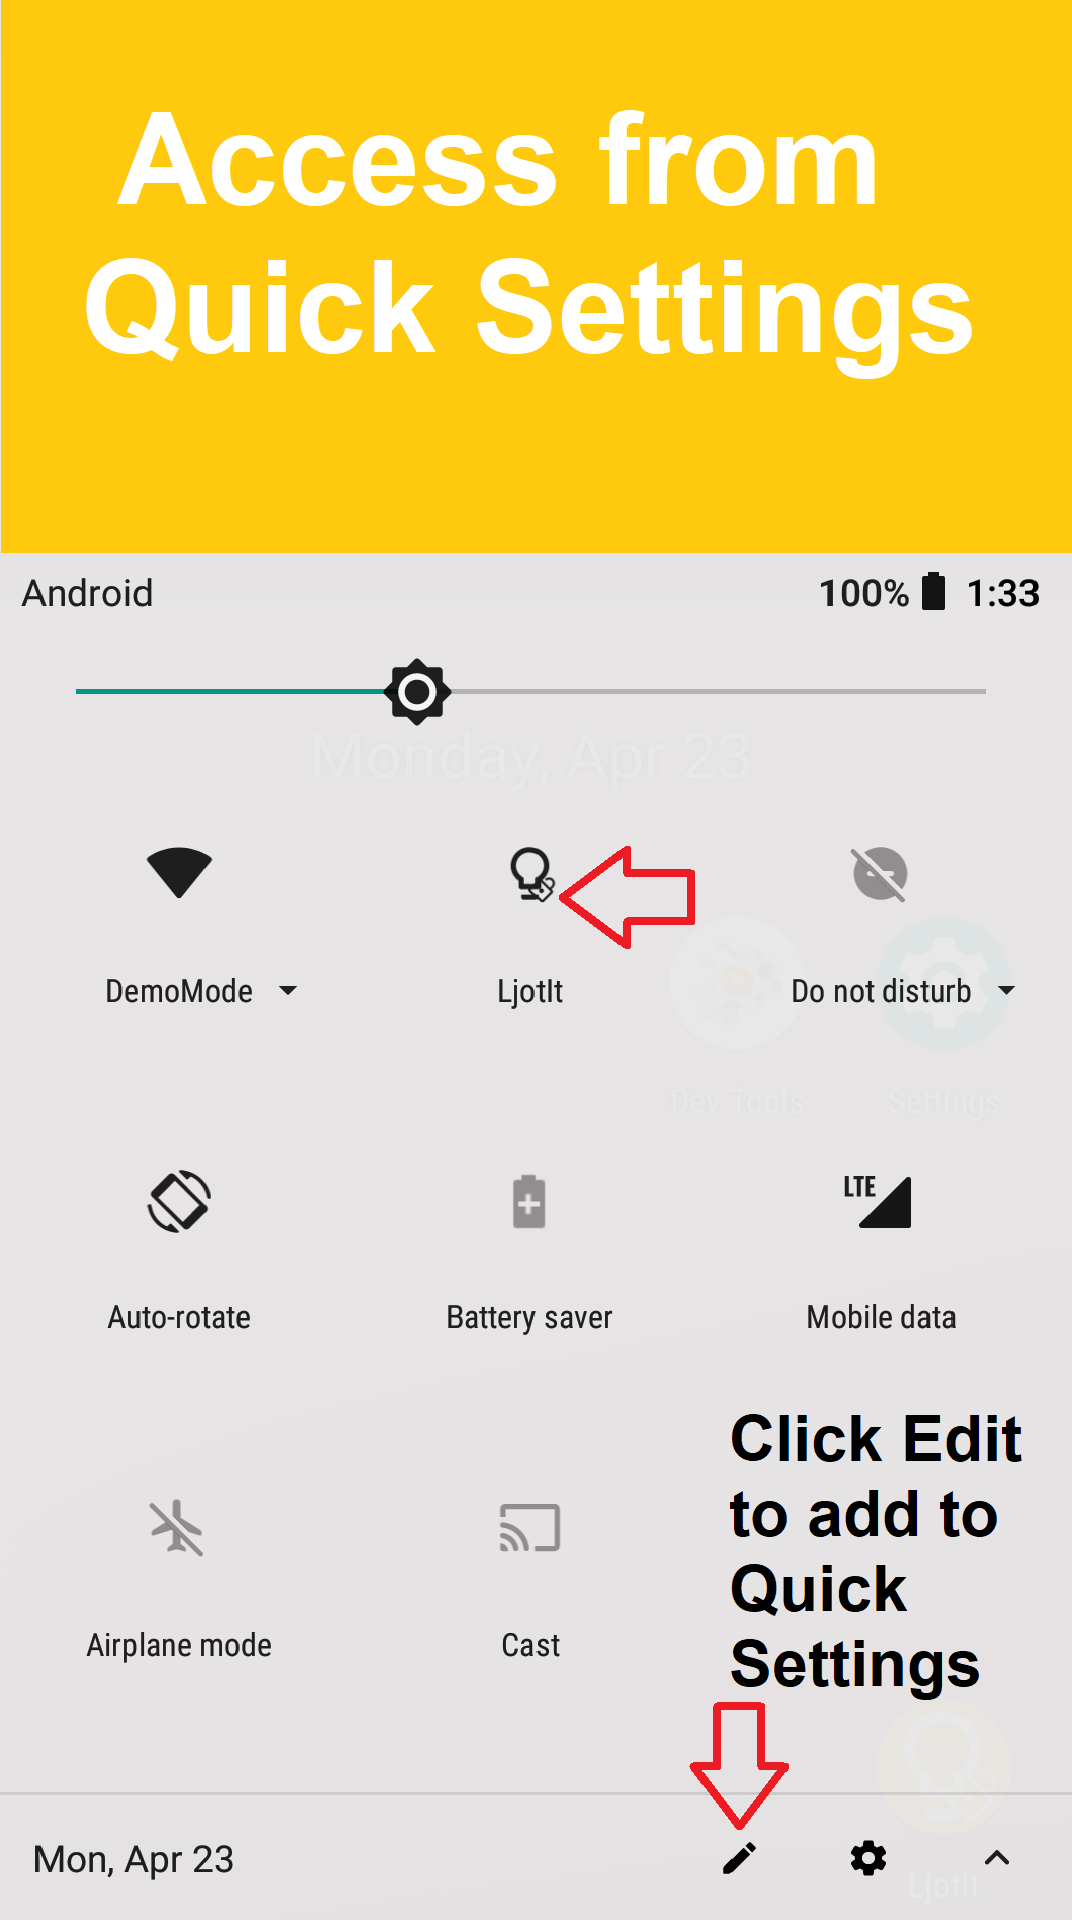 Access from
Quick Settings
Android
100% 1:33
Monday, Apr 23
DemoMode
LjotIt
Do not disturb
Dev Tools
Settings
Auto-rotate
Battery saver
LTE
Mobile data
Click Edit
to add to
Quick
Settings
Airplane mode
Cast
Mon, Apr 23
LjotIt